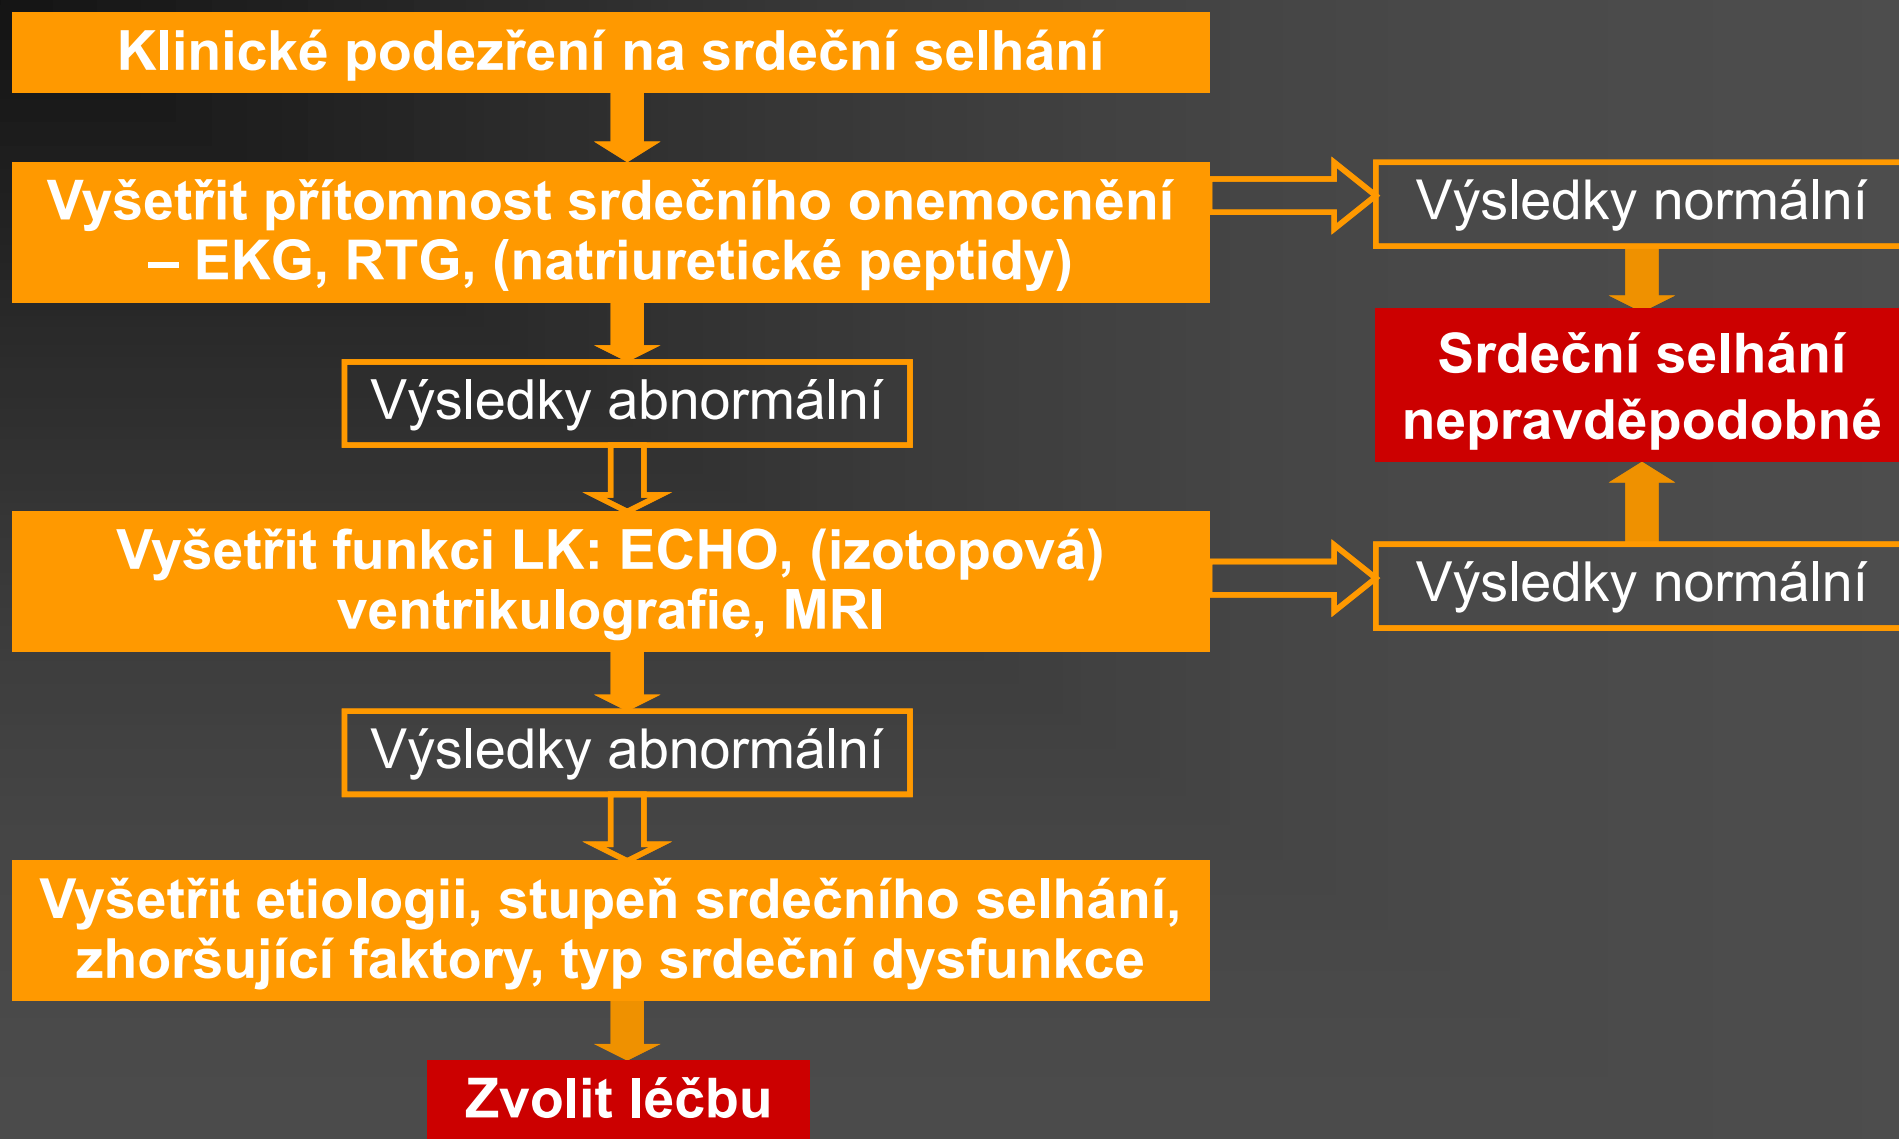 Klinické podezření na srdeční selhání
Vyšetřit přítomnost srdečního onemocnění
– EKG, RTG, (natriuretické peptidy)
Výsledky normální
Srdeční selhání
nepravděpodobné
Výsledky abnormální
Vyšetřit funkci LK: ECHO, (izotopová)
ventrikulografie, MRI
Výsledky normální
Výsledky abnormální
Vyšetřit etiologii, stupeň srdečního selhání,
zhoršující faktory, typ srdeční dysfunkce
Zvolit léčbu